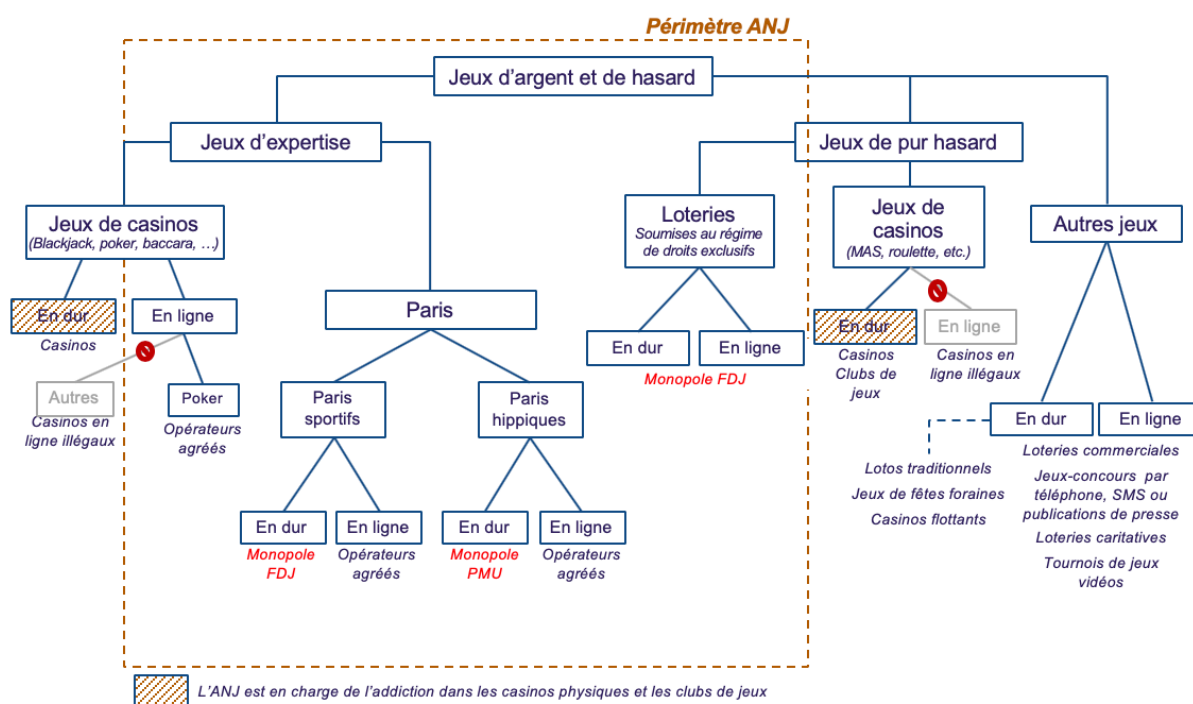 Périmètre ANJ
Jeux d'argent et de hasard
Jeux d'expertise
Jeux de pur hasard
Jeux de casinos
(Blackjack, poker, baccara, …)
Loteries
Soumises au régime
de droits exclusifs
Jeux de
casinos
(MAS, roulette, etc.)
Autres jeux
En dur
Casinos
En ligne
Paris
En dur
En ligne
Monopole FDJ
En dur
Casinos
Clubs de
jeux
En ligne
Casinos en
ligne illégaux
Autres
Casinos en
ligne illégaux
Poker
Opérateurs
agréés
Paris
sportifs
Paris
hippiques
En dur
En ligne
Lotos traditionnels
Jeux de fêtes foraines
Casinos flottants
Loteries commerciales
Jeux-concours par
téléphone, SMS ou
publications de presse
Loteries caritatives
Tournois de jeux
vidéos
En dur
Monopole
FDJ
En ligne
Opérateurs
agréés
En dur
Monopole
PMU
En ligne
Opérateurs
agréés
L'ANJ est en charge de l'addiction dans les casinos physiques et les clubs de jeux